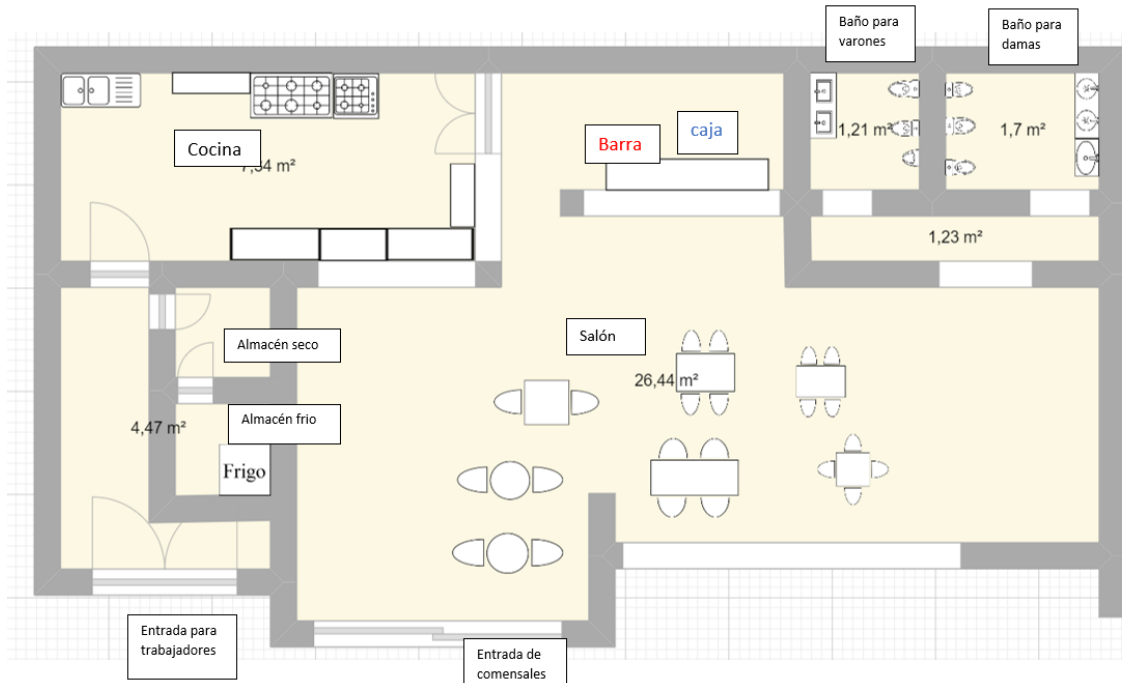 Baño para
varones
Baño para
damas
Cocina
7,64 m²
Barra
caja
1,21 m²
1,7 m²
1,23 m²
Almacén seco
Salón
26,44 m²
Almacén frio
4,47 m²
Frigo
Entrada para
trabajadores
Entrada de
comensales